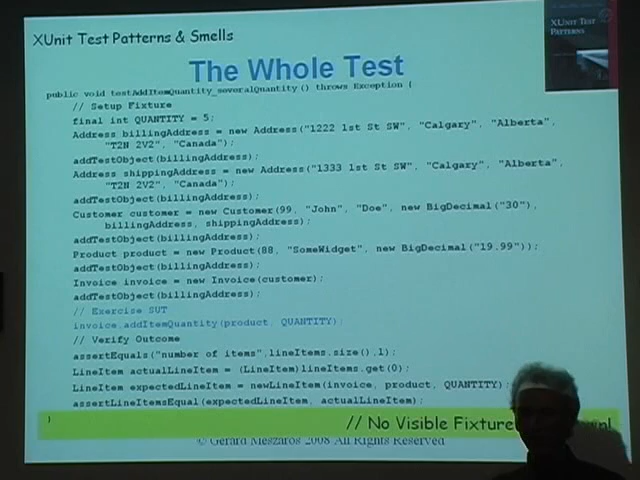 XUnit Test Patterns & Smells
XUNIT TEST
PATTERNS
The Whole Test
public void testAddItemQuantity_severalQuantity () throws Exception {
// Setup Fixture
final int QUANTITY = 5;
Address billingAddress = new Address("1222 1st St SW", "Calgary", "Alberta",
"T2N 2V2", "Canada");
addTestObject(billingAddress);
Address shippingAddress = new Address("1333 1st St SW", "Calgary", "Alberta",
"T2N 2V2", "Canada");
addTestObject(billingAddress);
Customer customer = new Customer(99, "John", "Doe", new BigDecimal("30"),
billingAddress, shippingAddress);
addTestObject(billingAddress);
Product product = new Product(88, "SomeWidget", new BigDecimal("19.99"));
addTestObject(billingAddress);
Invoice invoice = new Invoice(customer);
addTestObject(billingAddress);
// Exercise SUT
invoice.addItemQuantity(product, QUANTITY);
// Verify Outcome
assertEquals("number of items",lineItems.size(),1);
LineItem actualLineItem = (LineItem)lineItems.get(0);
LineItem expectedLineItem = newLineItem(invoice, product, QUANTITY);
assertLineItemsEqual(expectedLineItem, actualLineItem);
}
// No Visible Fixture
© Gerard Meszaros 2008 All Rights Reserved